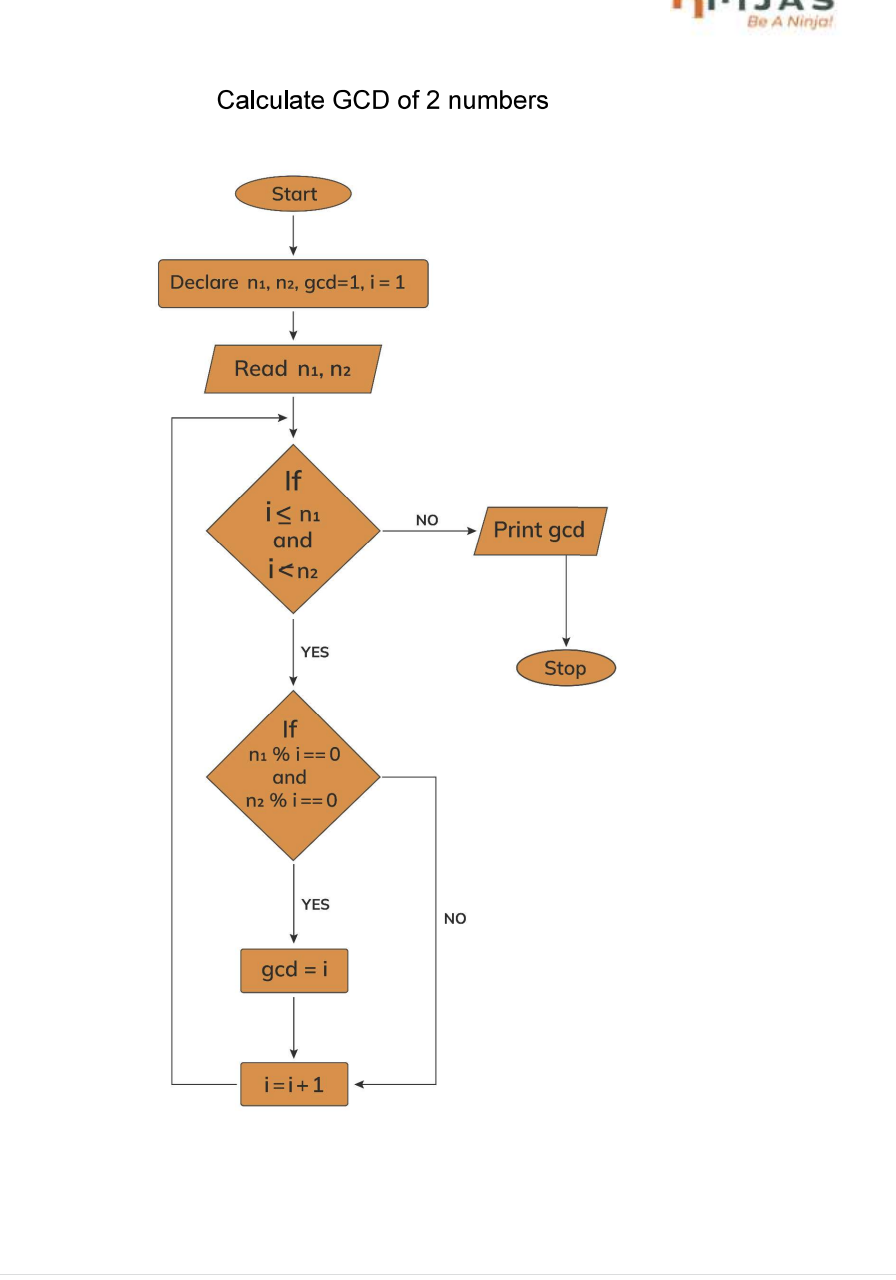 Be A Ninja!
Calculate GCD of 2 numbers
Start
Declare n₁, n₂, gcd=1, i = 1
Read n₁, n₂
If
i ≤ n₁
and
i < n₂
NO
Print gcd
YES
Stop
If
n₁ % i == 0
and
n₂ % i == 0
YES
NO
gcd = i
i = i + 1